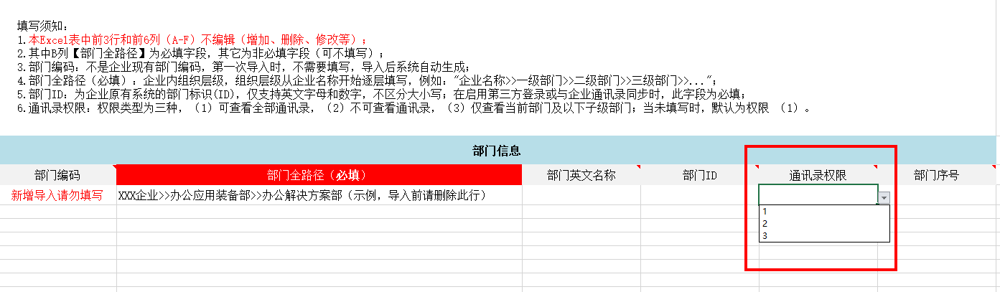 填写须知：
1.本Excel表中前3行和前6列（A-F）不编辑（增加、删除、修改等）；
2.其中B列【部门全路径】为必填字段，其它为非必填字段（可不填写）；
3.部门编码：不是企业现有部门编码，第一次导入时，不需要填写，导入后系统自动生成；
4.部门全路径（必填）：企业内组织层级，组织层级从企业名称开始逐层填写，例如："企业名称>>一级部门>>二级部门>>三级部门>>..."；
5.部门ID：为企业原有系统的部门标识(ID)，仅支持英文字母和数字，不区分大小写；在启用第三方登录或与企业通讯录同步时，此字段为必填；
6.通讯录权限：权限类型为三种，（1）可查看全部通讯录，（2）不可查看通讯录，（3）仅查看当前部门及以下子级部门；当未填写时，默认为权限 （1）。
部门信息
部门编码 部门全路径（必填） 部门英文名称 部门ID 通讯录权限 部门序号
新增导入请勿填写 XXX企业>>办公应用装备部>>办公解决方案部（示例，导入前请删除此行）
1
2
3